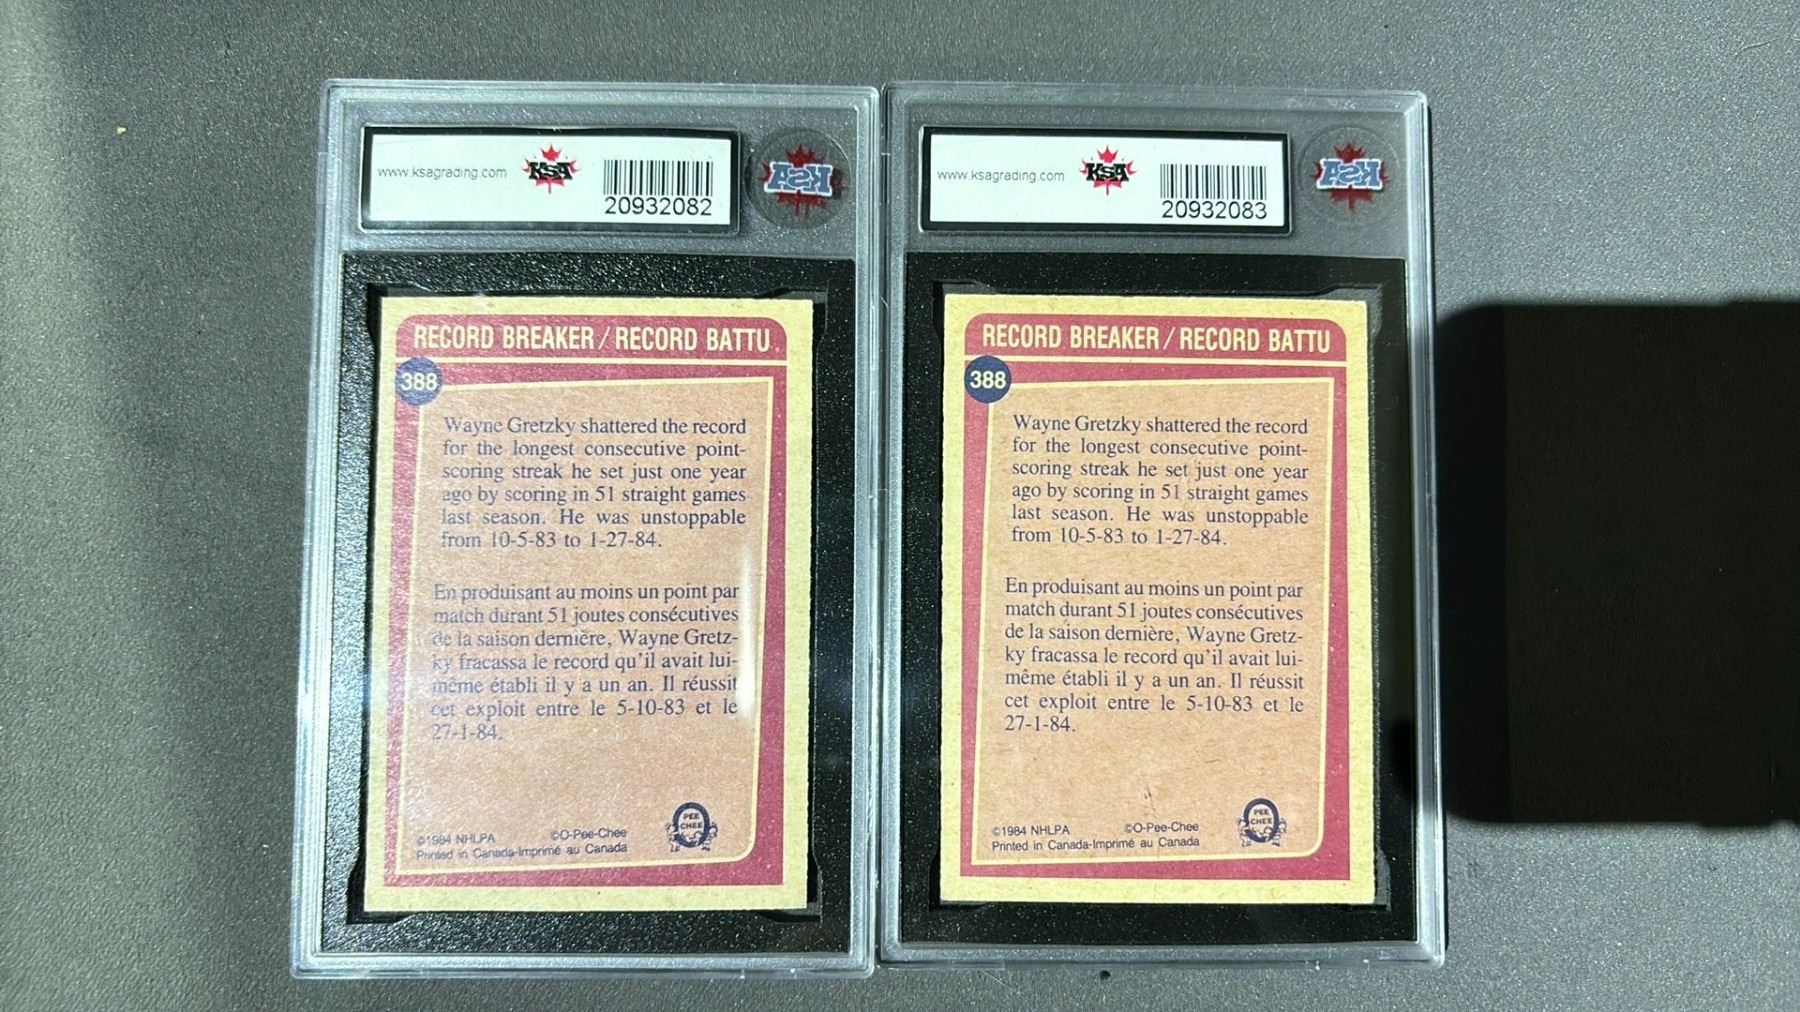 www.ksagrading.com
KSA
20932082
KSA
RECORD BREAKER / RECORD BATTU
388
Wayne Gretzky shattered the record
for the longest consecutive point-
scoring streak he set just one year
ago by scoring in 51 straight games
last season. He was unstoppable
from 10-5-83 to 1-27-84.
En produisant au moins un point par
match durant 51 joutes consécutives
de la saison dernière, Wayne Gretz-
ky fracassa le record qu'il avait lui-
même établi il y a un an. Il réussit
cet exploit entre le 5-10-83 et le
27-1-84.
©1984 NHLPA ©O-Pee-Chee
Printed in Canada-Imprimé au Canada
PEE
CHEE
www.ksagrading.com
KSA
20932083
KSA
RECORD BREAKER / RECORD BATTU
388
Wayne Gretzky shattered the record
for the longest consecutive point-
scoring streak he set just one year
ago by scoring in 51 straight games
last season. He was unstoppable
from 10-5-83 to 1-27-84.
En produisant au moins un point par
match durant 51 joutes consécutives
de la saison dernière, Wayne Gretz-
ky fracassa le record qu'il avait lui-
même établi il y a un an. Il réussit
cet exploit entre le 5-10-83 et le
27-1-84.
©1984 NHLPA ©O-Pee-Chee
Printed in Canada-Imprimé au Canada
PEE
CHEE